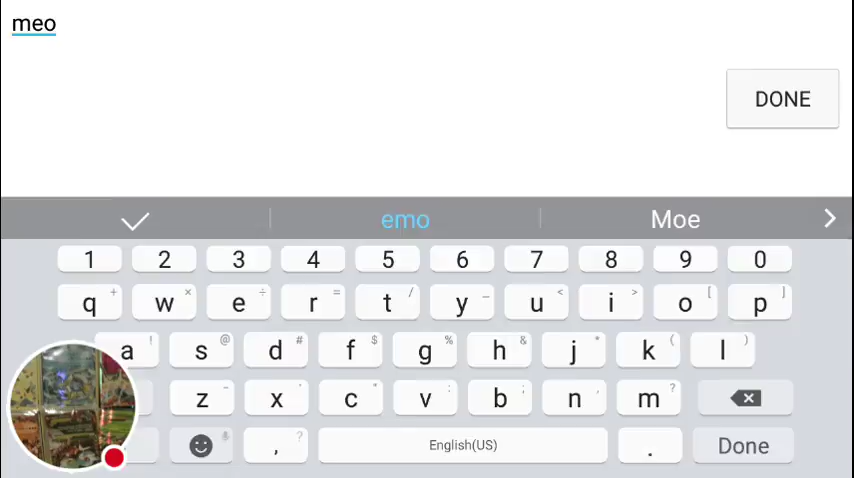 meo
DONE
emo
Moe
1 2 3 4 5 6 7 8 9 0
q + w × e ÷ r = t / y _ u < i > o [ p ]
a ! s @ d # f $ g % h & j * k ( l )
z - x ' c " v : b ; n , m ?
, ? English(US) . Done